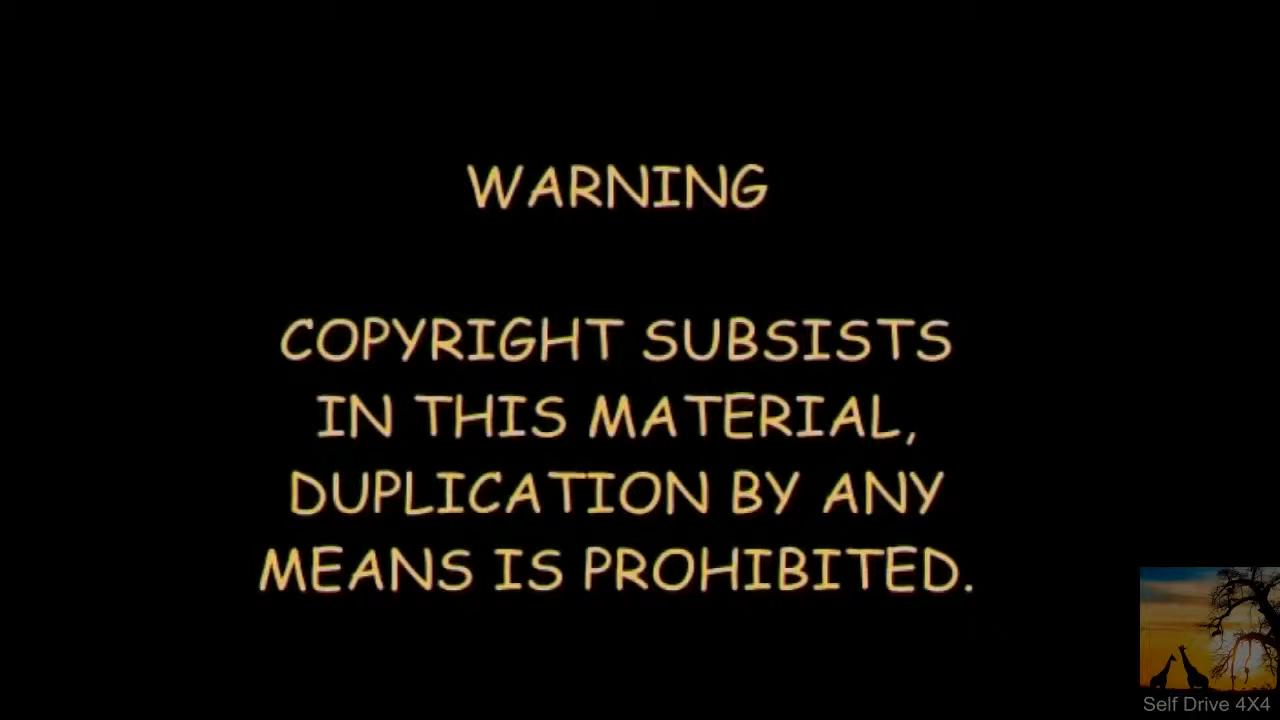 WARNING
COPYRIGHT SUBSISTS
IN THIS MATERIAL,
DUPLICATION BY ANY
MEANS IS PROHIBITED.
Self Drive 4X4